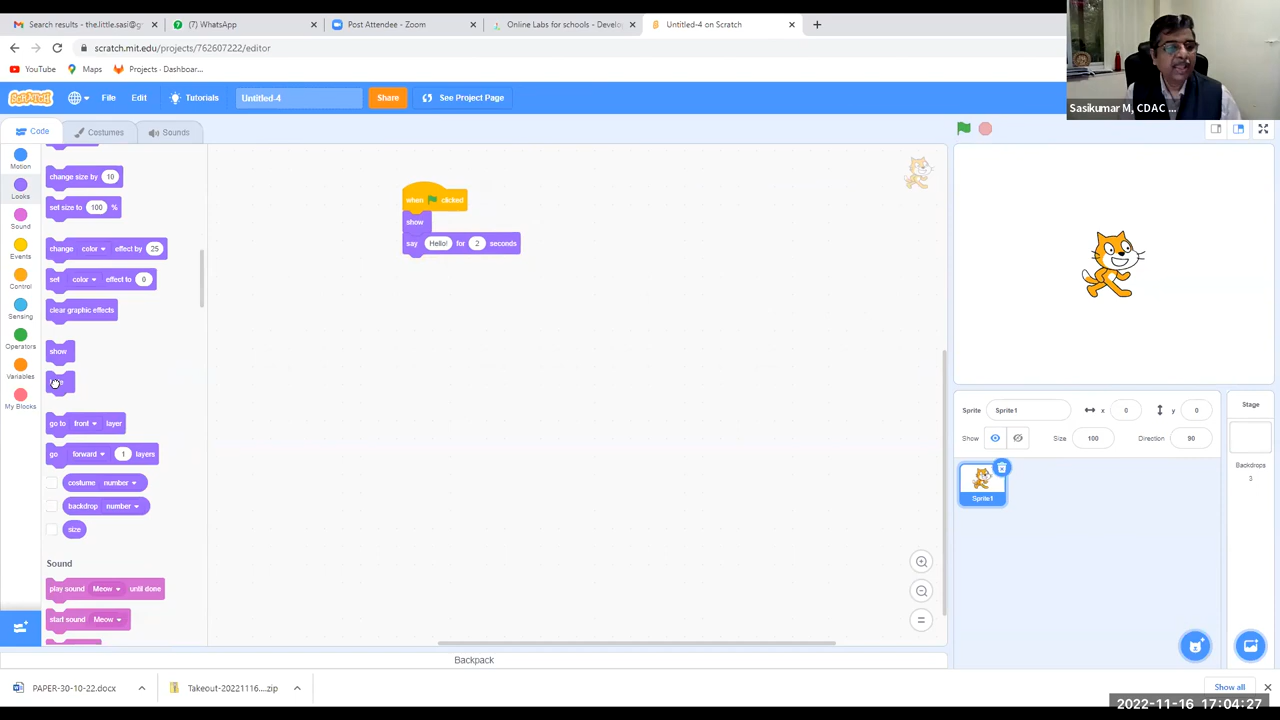 Search results - the.little.sasi@g
(7) WhatsApp
Post Attendee - Zoom
Online Labs for schools - Develo
Untitled-4 on Scratch
scratch.mit.edu/projects/762607222/editor
YouTube
Maps
Projects · Dashboar...
Sasikumar M, CDAC ...
SCRATCH
File
Edit
Tutorials
Untitled-4
Share
See Project Page
Code
Costumes
Sounds
Motion
Looks
Sound
Events
Control
Sensing
Operators
Variables
My Blocks
change size by 10
set size to 100 %
change color effect by 25
set color effect to 0
clear graphic effects
show
go to front layer
go forward 1 layers
costume number
backdrop number
size
Sound
play sound Meow until done
start sound Meow
when clicked
show
say Hello! for 2 seconds
Sprite Sprite1 x 0 y 0
Show Size 100 Direction 90
Sprite1
Stage
Backdrops
3
Backpack
PAPER-30-10-22.docx
Takeout-20221116....zip
Show all
2022-11-16 17:04:27